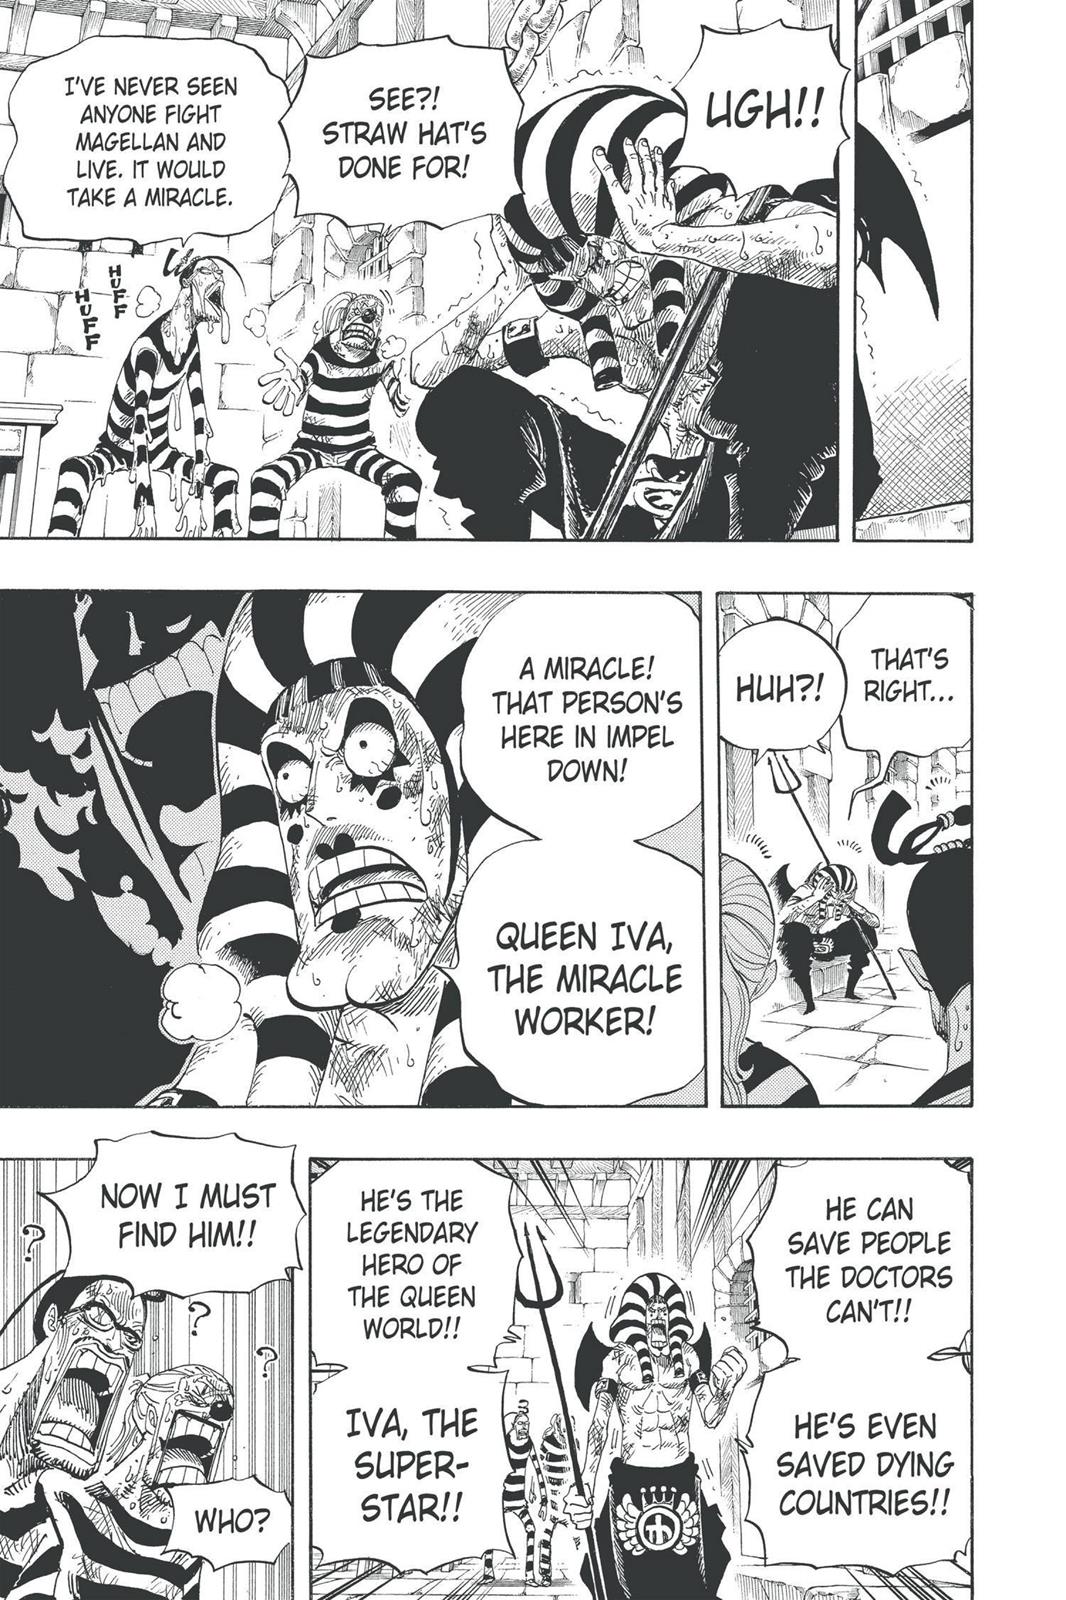 UGH!!
SEE?!
STRAW HAT'S
DONE FOR!
I'VE NEVER SEEN
ANYONE FIGHT
MAGELLAN AND
LIVE. IT WOULD
TAKE A MIRACLE.
HUFF
HUFF
THAT'S
RIGHT...
HUH?!
A MIRACLE!
THAT PERSON'S
HERE IN IMPEL
DOWN!
QUEEN IVA,
THE MIRACLE
WORKER!
HE CAN
SAVE PEOPLE
THE DOCTORS
CAN'T!!
HE'S EVEN
SAVED DYING
COUNTRIES!!
HE'S THE
LEGENDARY
HERO OF
THE QUEEN
WORLD!!
IVA, THE
SUPER-
STAR!!
NOW I MUST
FIND HIM!!
?
?
?
WHO?